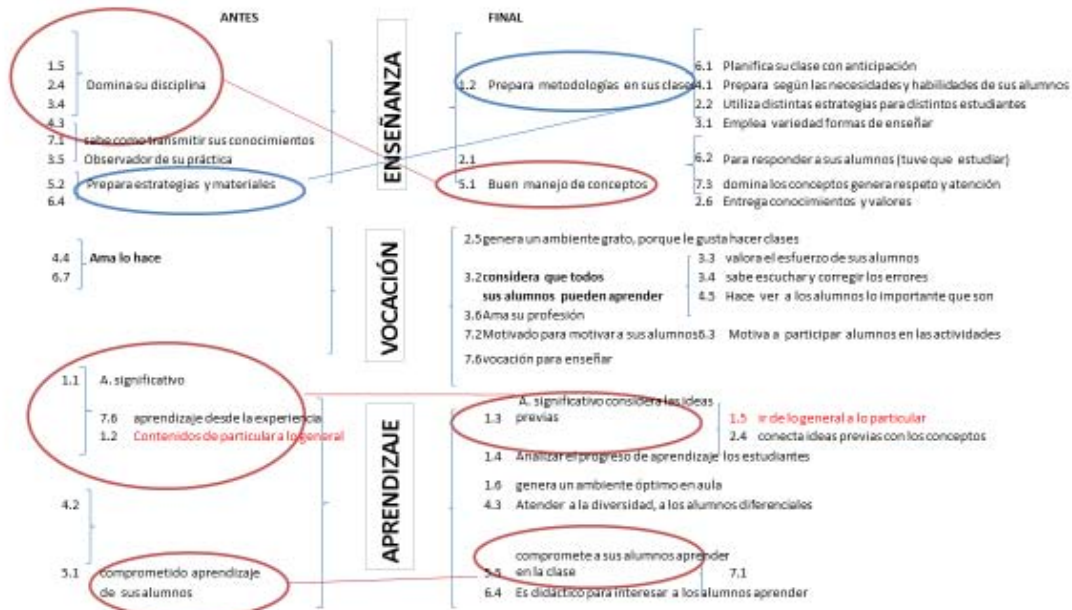 ANTES
FINAL
ENSEÑANZA
1.5
2.4 Domina su disciplina
3.4
4.3
7.1 sabe como transmitir sus conocimientos
3.5 Observador de su práctica
5.2 Prepara estrategias y materiales
6.4
1.2 Prepara metodologías en sus clases
6.1 Planifica su clase con anticipación
4.1 Prepara según las necesidades y habilidades de sus alumnos
2.2 Utiliza distintas estrategias para distintos estudiantes
3.1 Emplea variedad formas de enseñar
2.1
5.1 Buen manejo de conceptos
6.2 Para responder a sus alumnos (tuve que estudiar)
7.3 domina los conceptos genera respeto y atención
2.6 Entrega conocimientos y valores
VOCACIÓN
4.4 Ama lo hace
6.7
2.5 genera un ambiente grato, porque le gusta hacer clases
3.2 considera que todos
sus alumnos pueden aprender
3.3 valora el esfuerzo de sus alumnos
3.4 sabe escuchar y corregir los errores
4.5 Hace ver a los alumnos lo importante que son
3.6 Ama su profesión
7.2 Motivado para motivar a sus alumnos 6.3 Motiva a participar alumnos en las actividades
7.6 vocación para enseñar
APRENDIZAJE
1.1 A. significativo
7.6 aprendizaje desde la experiencia
1.2 Contenidos de particular a lo general
4.2
5.1 comprometido aprendizaje
de sus alumnos
A. significativo considera las ideas
1.3 previas
1.5 ir de lo general a lo particular
2.4 conecta ideas previas con los conceptos
1.4 Analizar el progreso de aprendizaje los estudiantes
1.6 genera un ambiente óptimo en aula
4.3 Atender a la diversidad, a los alumnos diferenciales
compromete a sus alumnos aprender
5.5 en la clase
7.1
6.4 Es didáctico para interesar a los alumnos aprender